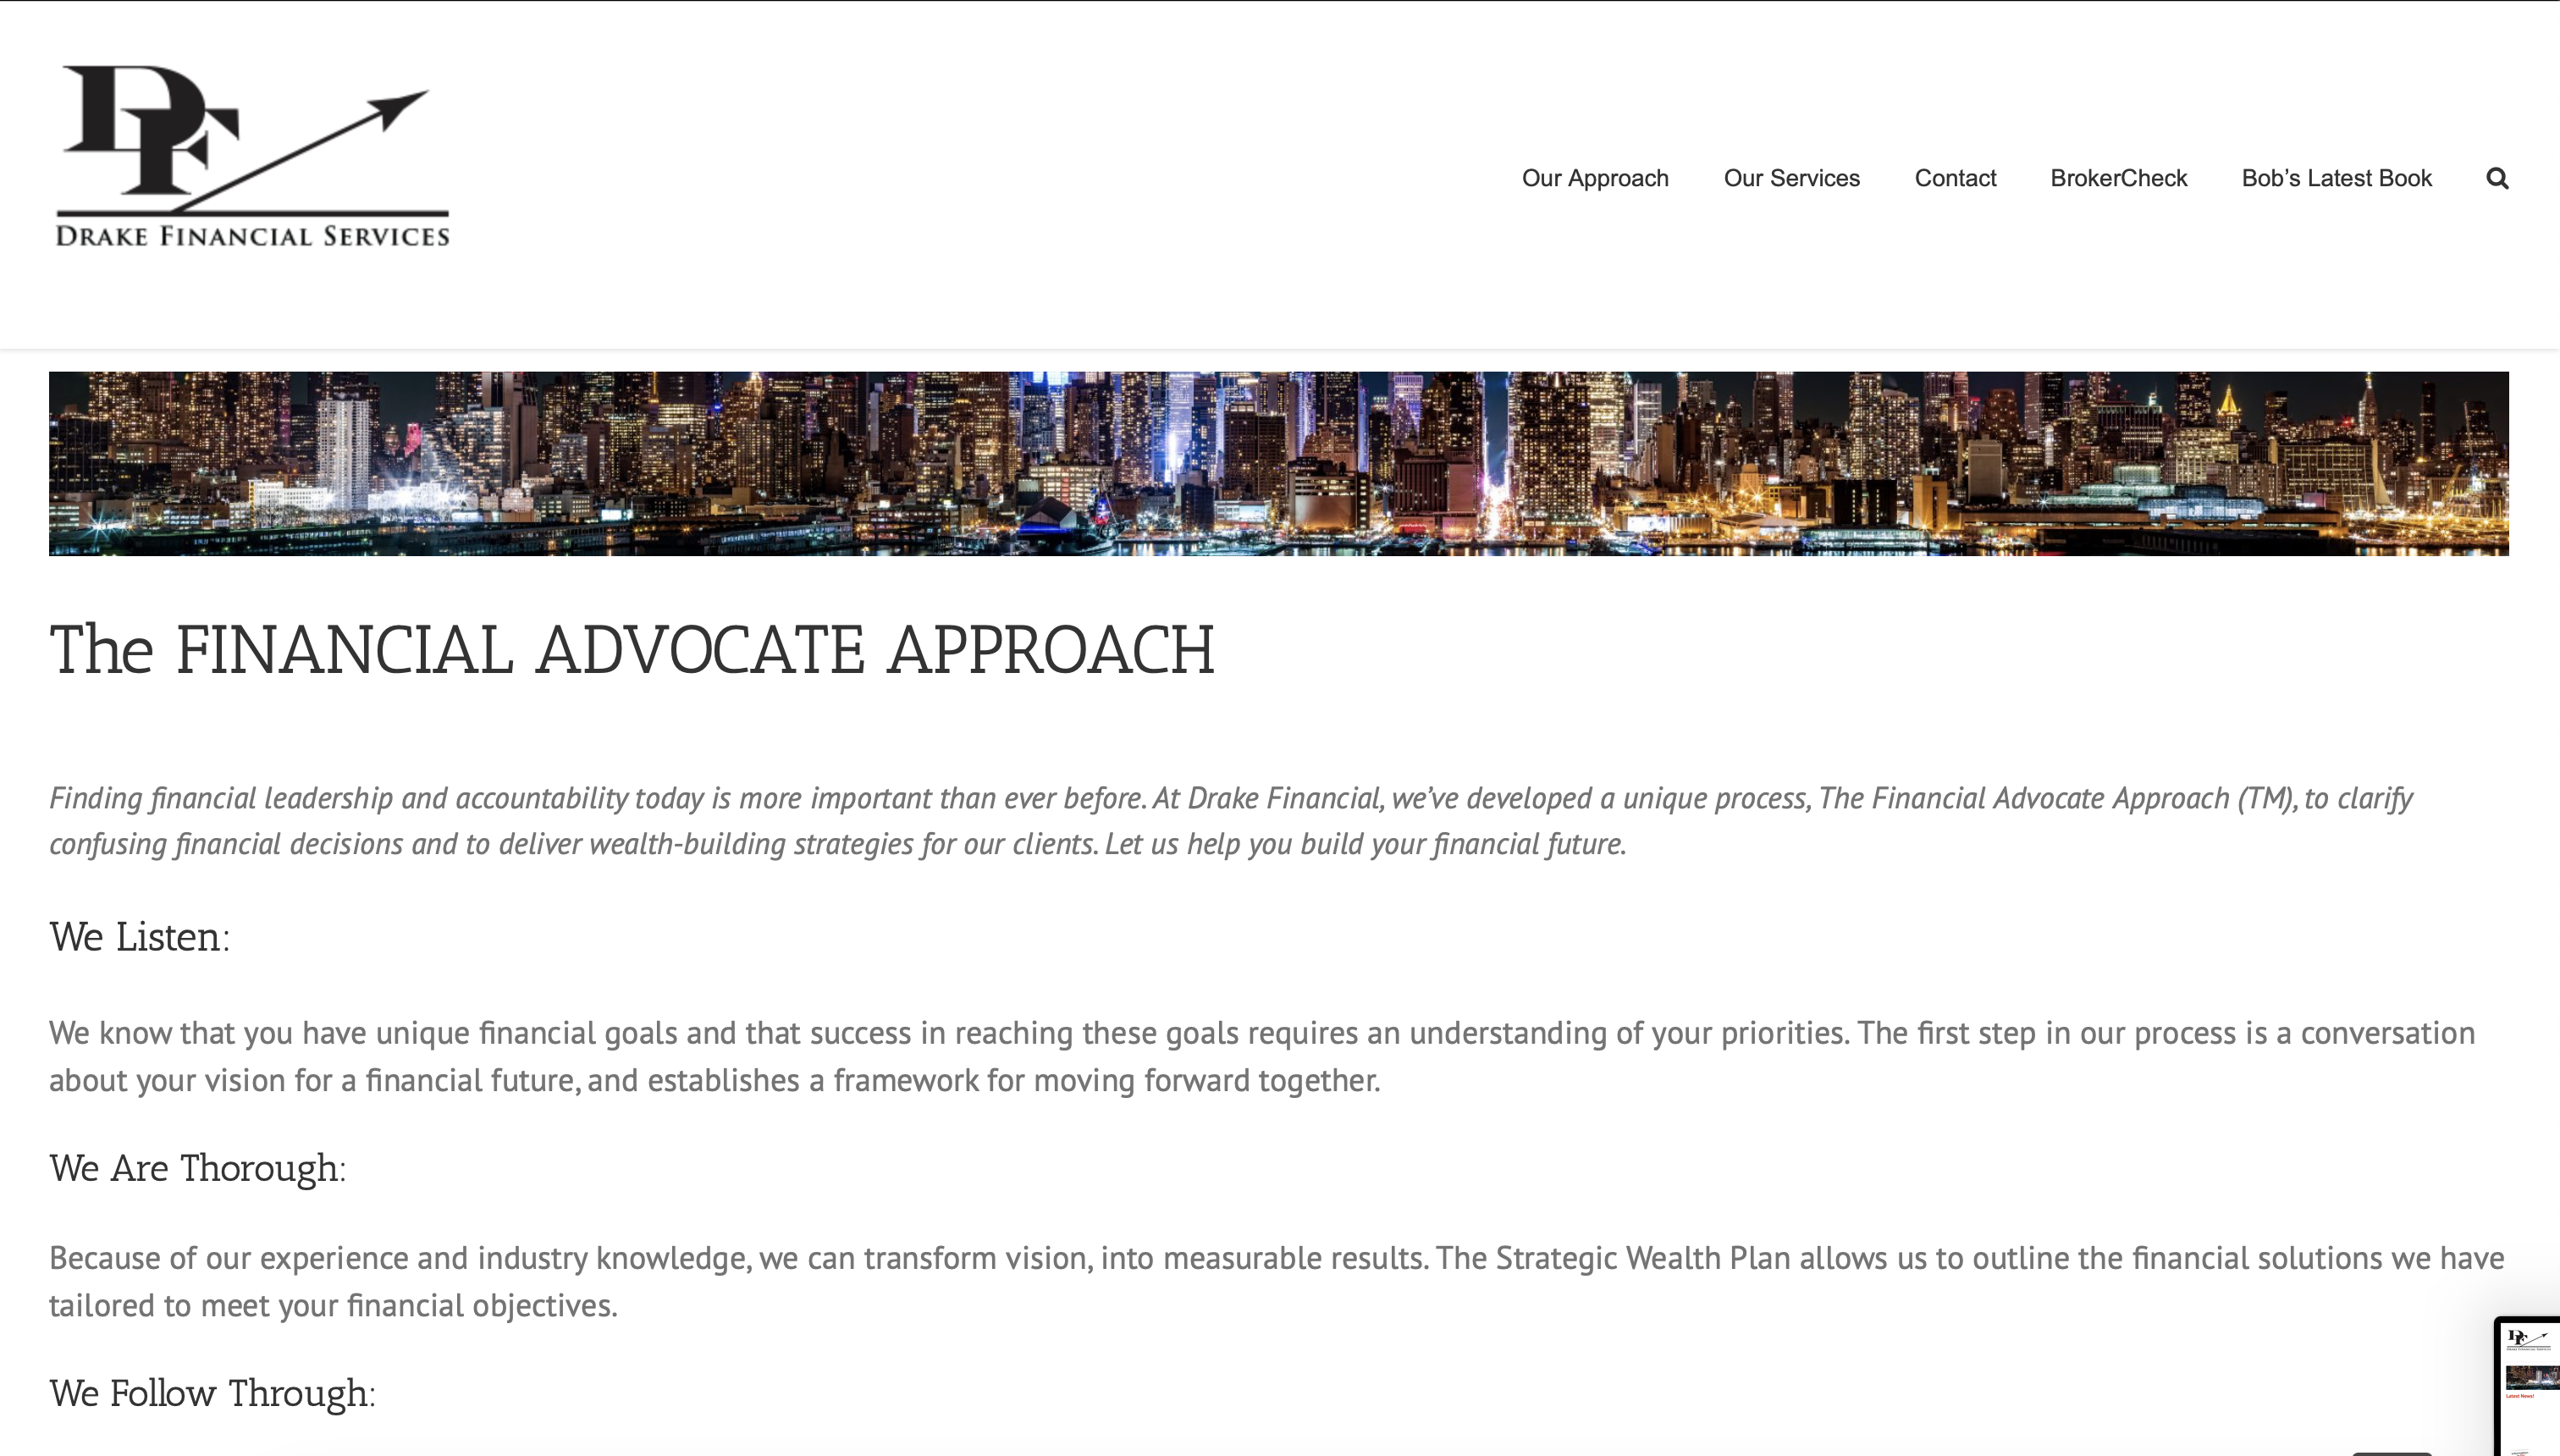 DF
DRAKE FINANCIAL SERVICES
Our Approach Our Services Contact BrokerCheck Bob’s Latest Book
The FINANCIAL ADVOCATE APPROACH
Finding financial leadership and accountability today is more important than ever before. At Drake Financial, we’ve developed a unique process, The Financial Advocate Approach (TM), to clarify
confusing financial decisions and to deliver wealth-building strategies for our clients. Let us help you build your financial future.
We Listen:
We know that you have unique financial goals and that success in reaching these goals requires an understanding of your priorities. The first step in our process is a conversation
about your vision for a financial future, and establishes a framework for moving forward together.
We Are Thorough:
Because of our experience and industry knowledge, we can transform vision, into measurable results. The Strategic Wealth Plan allows us to outline the financial solutions we have
tailored to meet your financial objectives.
We Follow Through:
DF
DRAKE FINANCIAL SERVICES
Latest News!